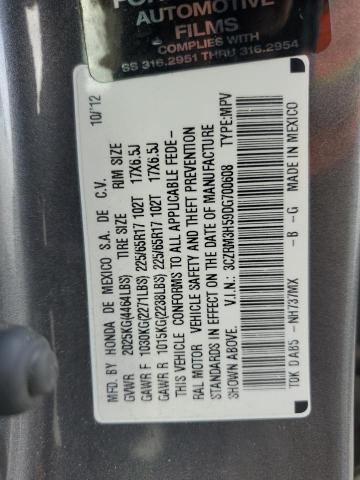 AUTOMOTIVE
FILMS
COMPLIES WITH
SS 316.2951 THRU 316.2954
MFD. BY HONDA DE MEXICO S.A. DE C.V. 10/'12
TIRE SIZE RIM SIZE
GVWR 2025KG(4464LBS)
GAWR F 1030KG(2271LBS) 225/65R17 102T 17X6.5J
GAWR R 1015KG(2238LBS) 225/65R17 102T 17X6.5J
THIS VEHICLE CONFORMS TO ALL APPLICABLE FEDE-
RAL MOTOR VEHICLE SAFETY AND THEFT PREVENTION
STANDARDS IN EFFECT ON THE DATE OF MANUFACTURE
SHOWN ABOVE. V.I.N.: 3CZRM3H59DG700608 TYPE:MPV
T0K DAB5 -NH737MX -B -G MADE IN MEXICO